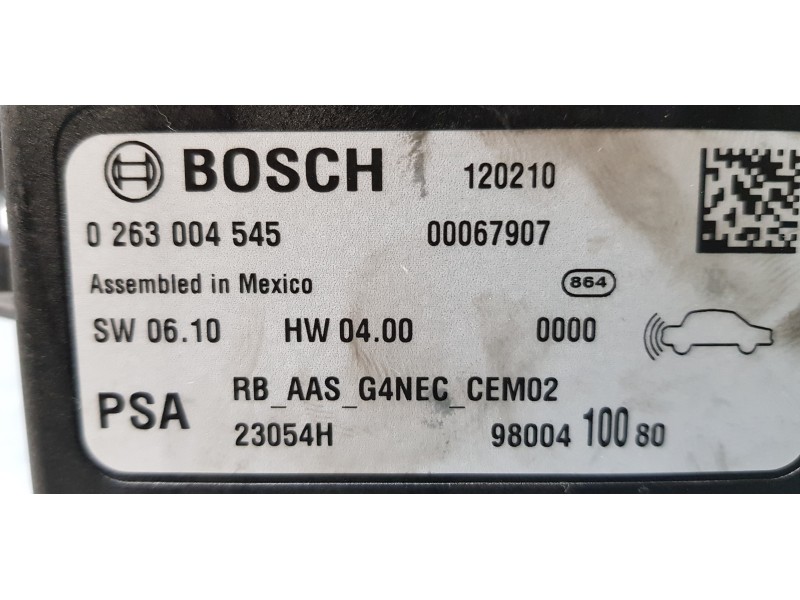 BOSCH 120210
0 263 004 545 00067907
Assembled in Mexico 864
SW 06.10 HW 04.00 0000
PSA RB_AAS_G4NEC_CEM02
23054H 98004 100 80